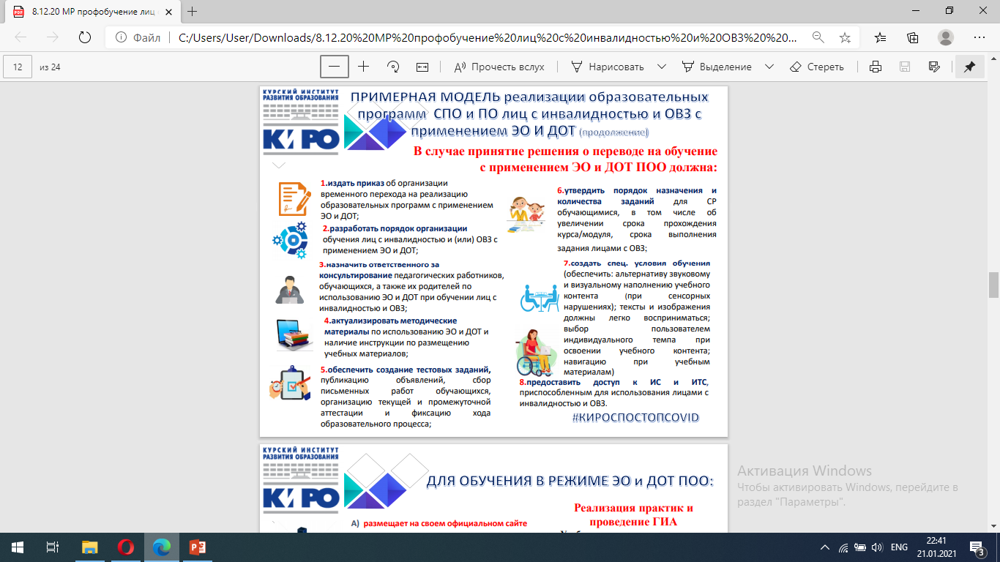 8.12.20 МР профобучение лиц
Файл
C:/Users/User/Downloads/8.12.20%20МР%20профобучение%20лиц%20с%20инвалидностью%20и%20ОВЗ%20%20...
12 из 24
Прочесть вслух
Нарисовать
Выделение
Стереть
КУРСКИЙ ИНСТИТУТ
РАЗВИТИЯ ОБРАЗОВАНИЯ
КИРО
ПРИМЕРНАЯ МОДЕЛЬ реализации образовательных
программ СПО и ПО лиц с инвалидностью и ОВЗ с
применением ЭО И ДОТ (продолжение)
В случае принятие решения о переводе на обучение
с применением ЭО и ДОТ ПОО должна:
1.издать приказ об организации
временного перехода на реализацию
образовательных программ с применением
ЭО и ДОТ;
2.разработать порядок организации
обучения лиц с инвалидностью и (или) ОВЗ с
применением ЭО и ДОТ;
3.назначить ответственного за
консультирование педагогических работников,
обучающихся, а также их родителей по
использованию ЭО и ДОТ при обучении лиц с
инвалидностью и ОВЗ;
4.актуализировать методические
материалы по использованию ЭО и ДОТ и
наличие инструкции по размещению
учебных материалов;
5.обеспечить создание тестовых заданий,
публикацию объявлений, сбор
письменных работ обучающихся,
организацию текущей и промежуточной
аттестации и фиксацию хода
образовательного процесса;
6.утвердить порядок назначения и
количества заданий для СР
обучающимися, в том числе об
увеличении срока прохождения
курса/модуля, срока выполнения
задания лицами с ОВЗ;
7.создать спец. условия обучения
(обеспечить: альтернативу звуковому
и визуальному наполнению учебного
контента (при сенсорных
нарушениях); тексты и изображения
должны легко восприниматься;
выбор пользователем
индивидуального темпа при
освоении учебного контента;
навигацию при учебным
материалам)
8.предоставить доступ к ИС и ИТС,
приспособленным для использования лицами с
инвалидностью и ОВЗ.
#КИРОСПОСТОПCOVID
КУРСКИЙ ИНСТИТУТ
РАЗВИТИЯ ОБРАЗОВАНИЯ
КИРО
ДЛЯ ОБУЧЕНИЯ В РЕЖИМЕ ЭО и ДОТ ПОО:
А) размещает на своем официальном сайте
Реализация практик и
проведение ГИА
Активация Windows
Чтобы активировать Windows, перейдите в
раздел "Параметры".
ENG
22:41
21.01.2021
3